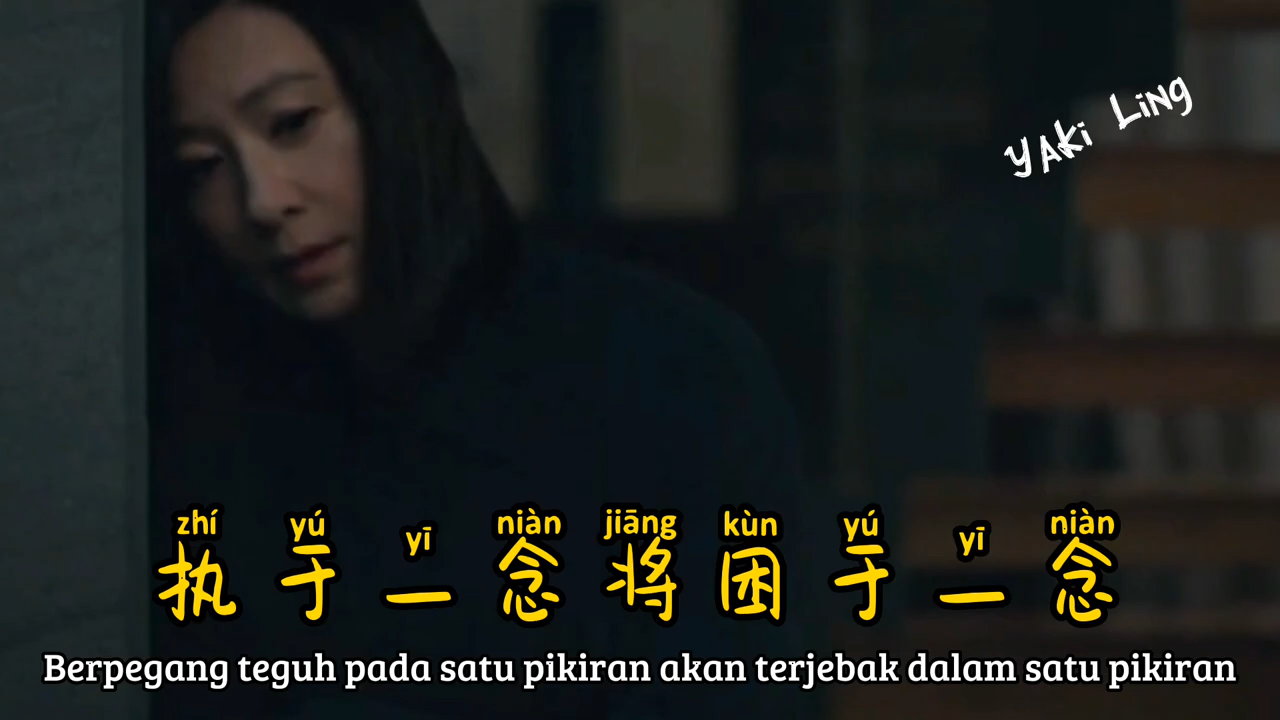 YAKi LiNg
zhí yú yī niàn jiāng kùn yú yī niàn
执于一念将困于一念
Berpegang teguh pada satu pikiran akan terjebak dalam satu pikiran